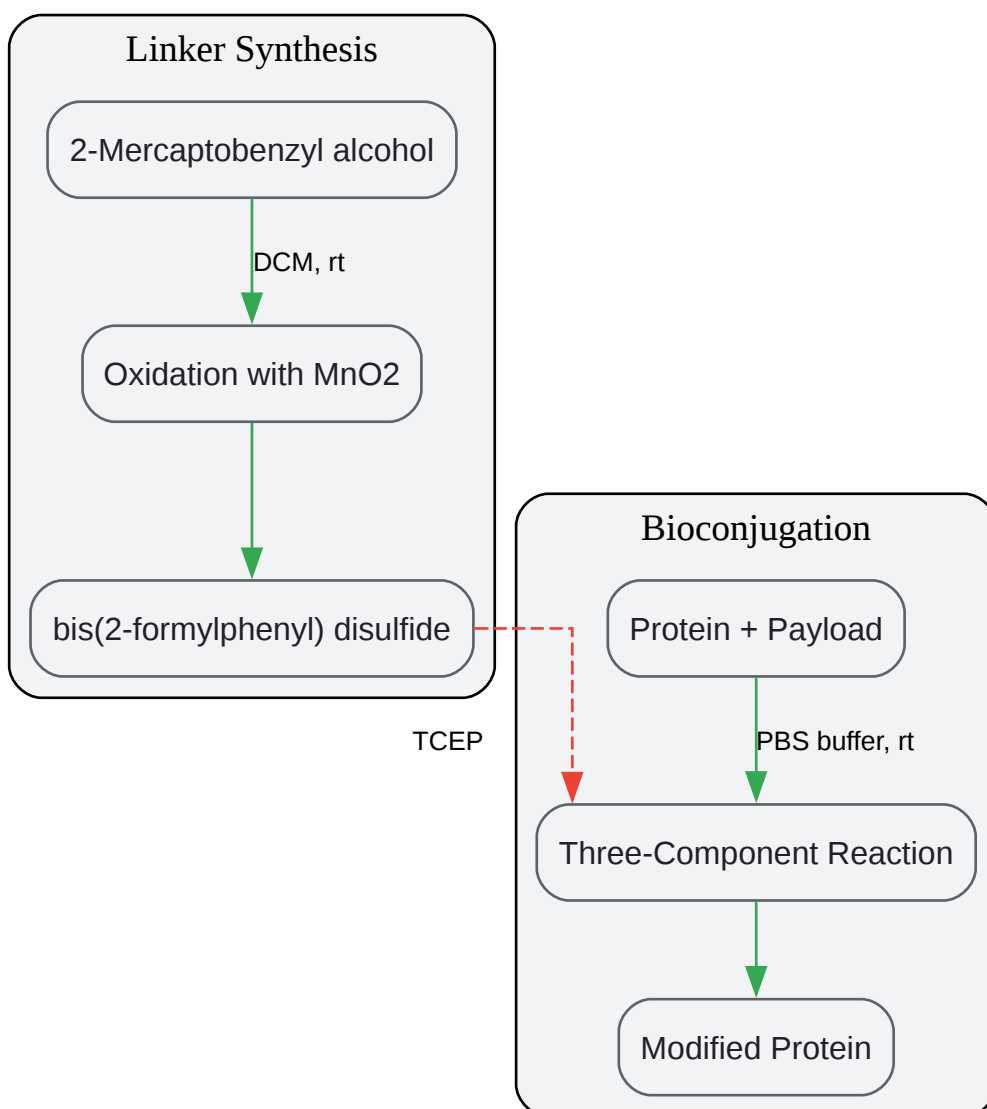 Linker Synthesis
2-Mercaptobenzyl alcohol
DCM, rt
Oxidation with MnO2
bis(2-formylphenyl) disulfide
TCEP
Bioconjugation
Protein + Payload
PBS buffer, rt
Three-Component Reaction
Modified Protein